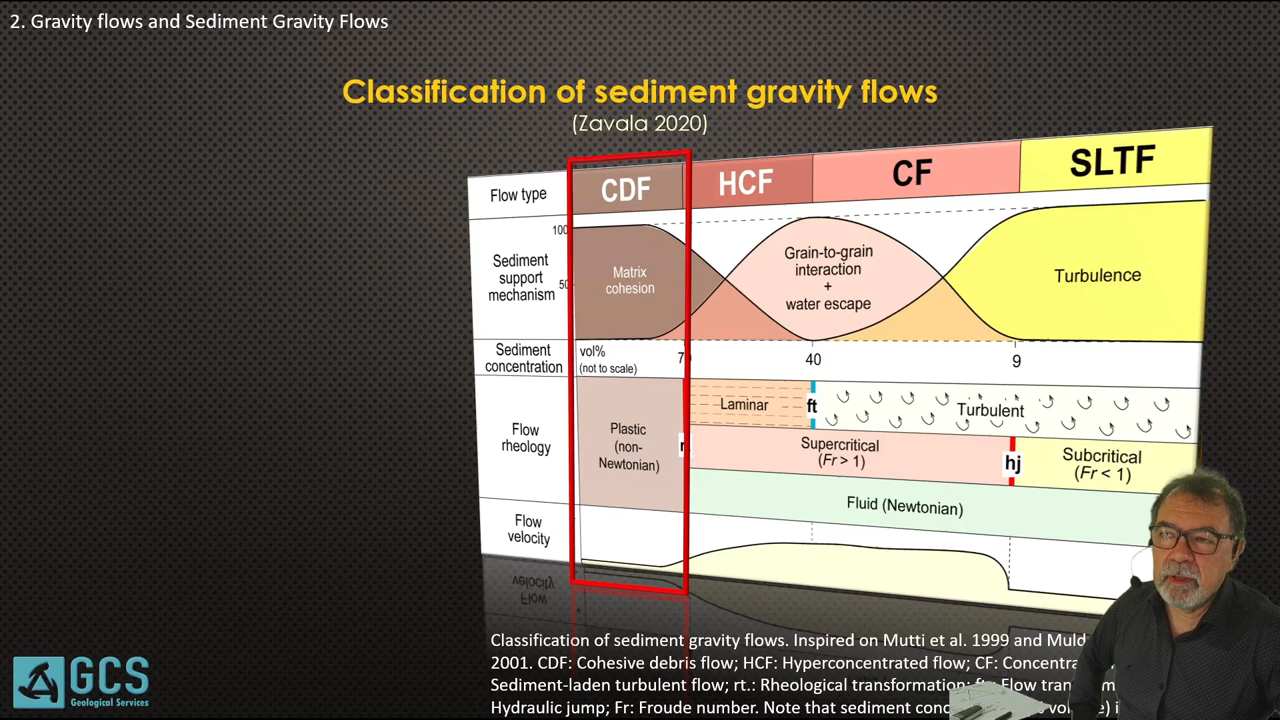 2. Gravity flows and Sediment Gravity Flows
Classification of sediment gravity flows
(Zavala 2020)
Flow type
CDF
HCF
CF
SLTF
Sediment
support
mechanism
100
50
Matrix
cohesion
Grain-to-grain
interaction
+
water escape
Turbulence
Sediment
concentration
vol%
(not to scale)
40
9
Flow
rheology
Plastic
(non-
Newtonian)
Laminar
ft
Turbulent
Supercritical
(Fr > 1)
hj
Subcritical
(Fr < 1)
Fluid (Newtonian)
Flow
velocity
velocity
Flow
Classification of sediment gravity flows. Inspired on Mutti et al. 1999 and
2001. CDF: Cohesive debris flow; HCF: Hyperconcentrated flow; CF:
Sediment-laden turbulent flow; rt.: Rheological transformation; Flow
Hydraulic jump; Fr: Froude number. Note that sediment
GCS
Geological Services